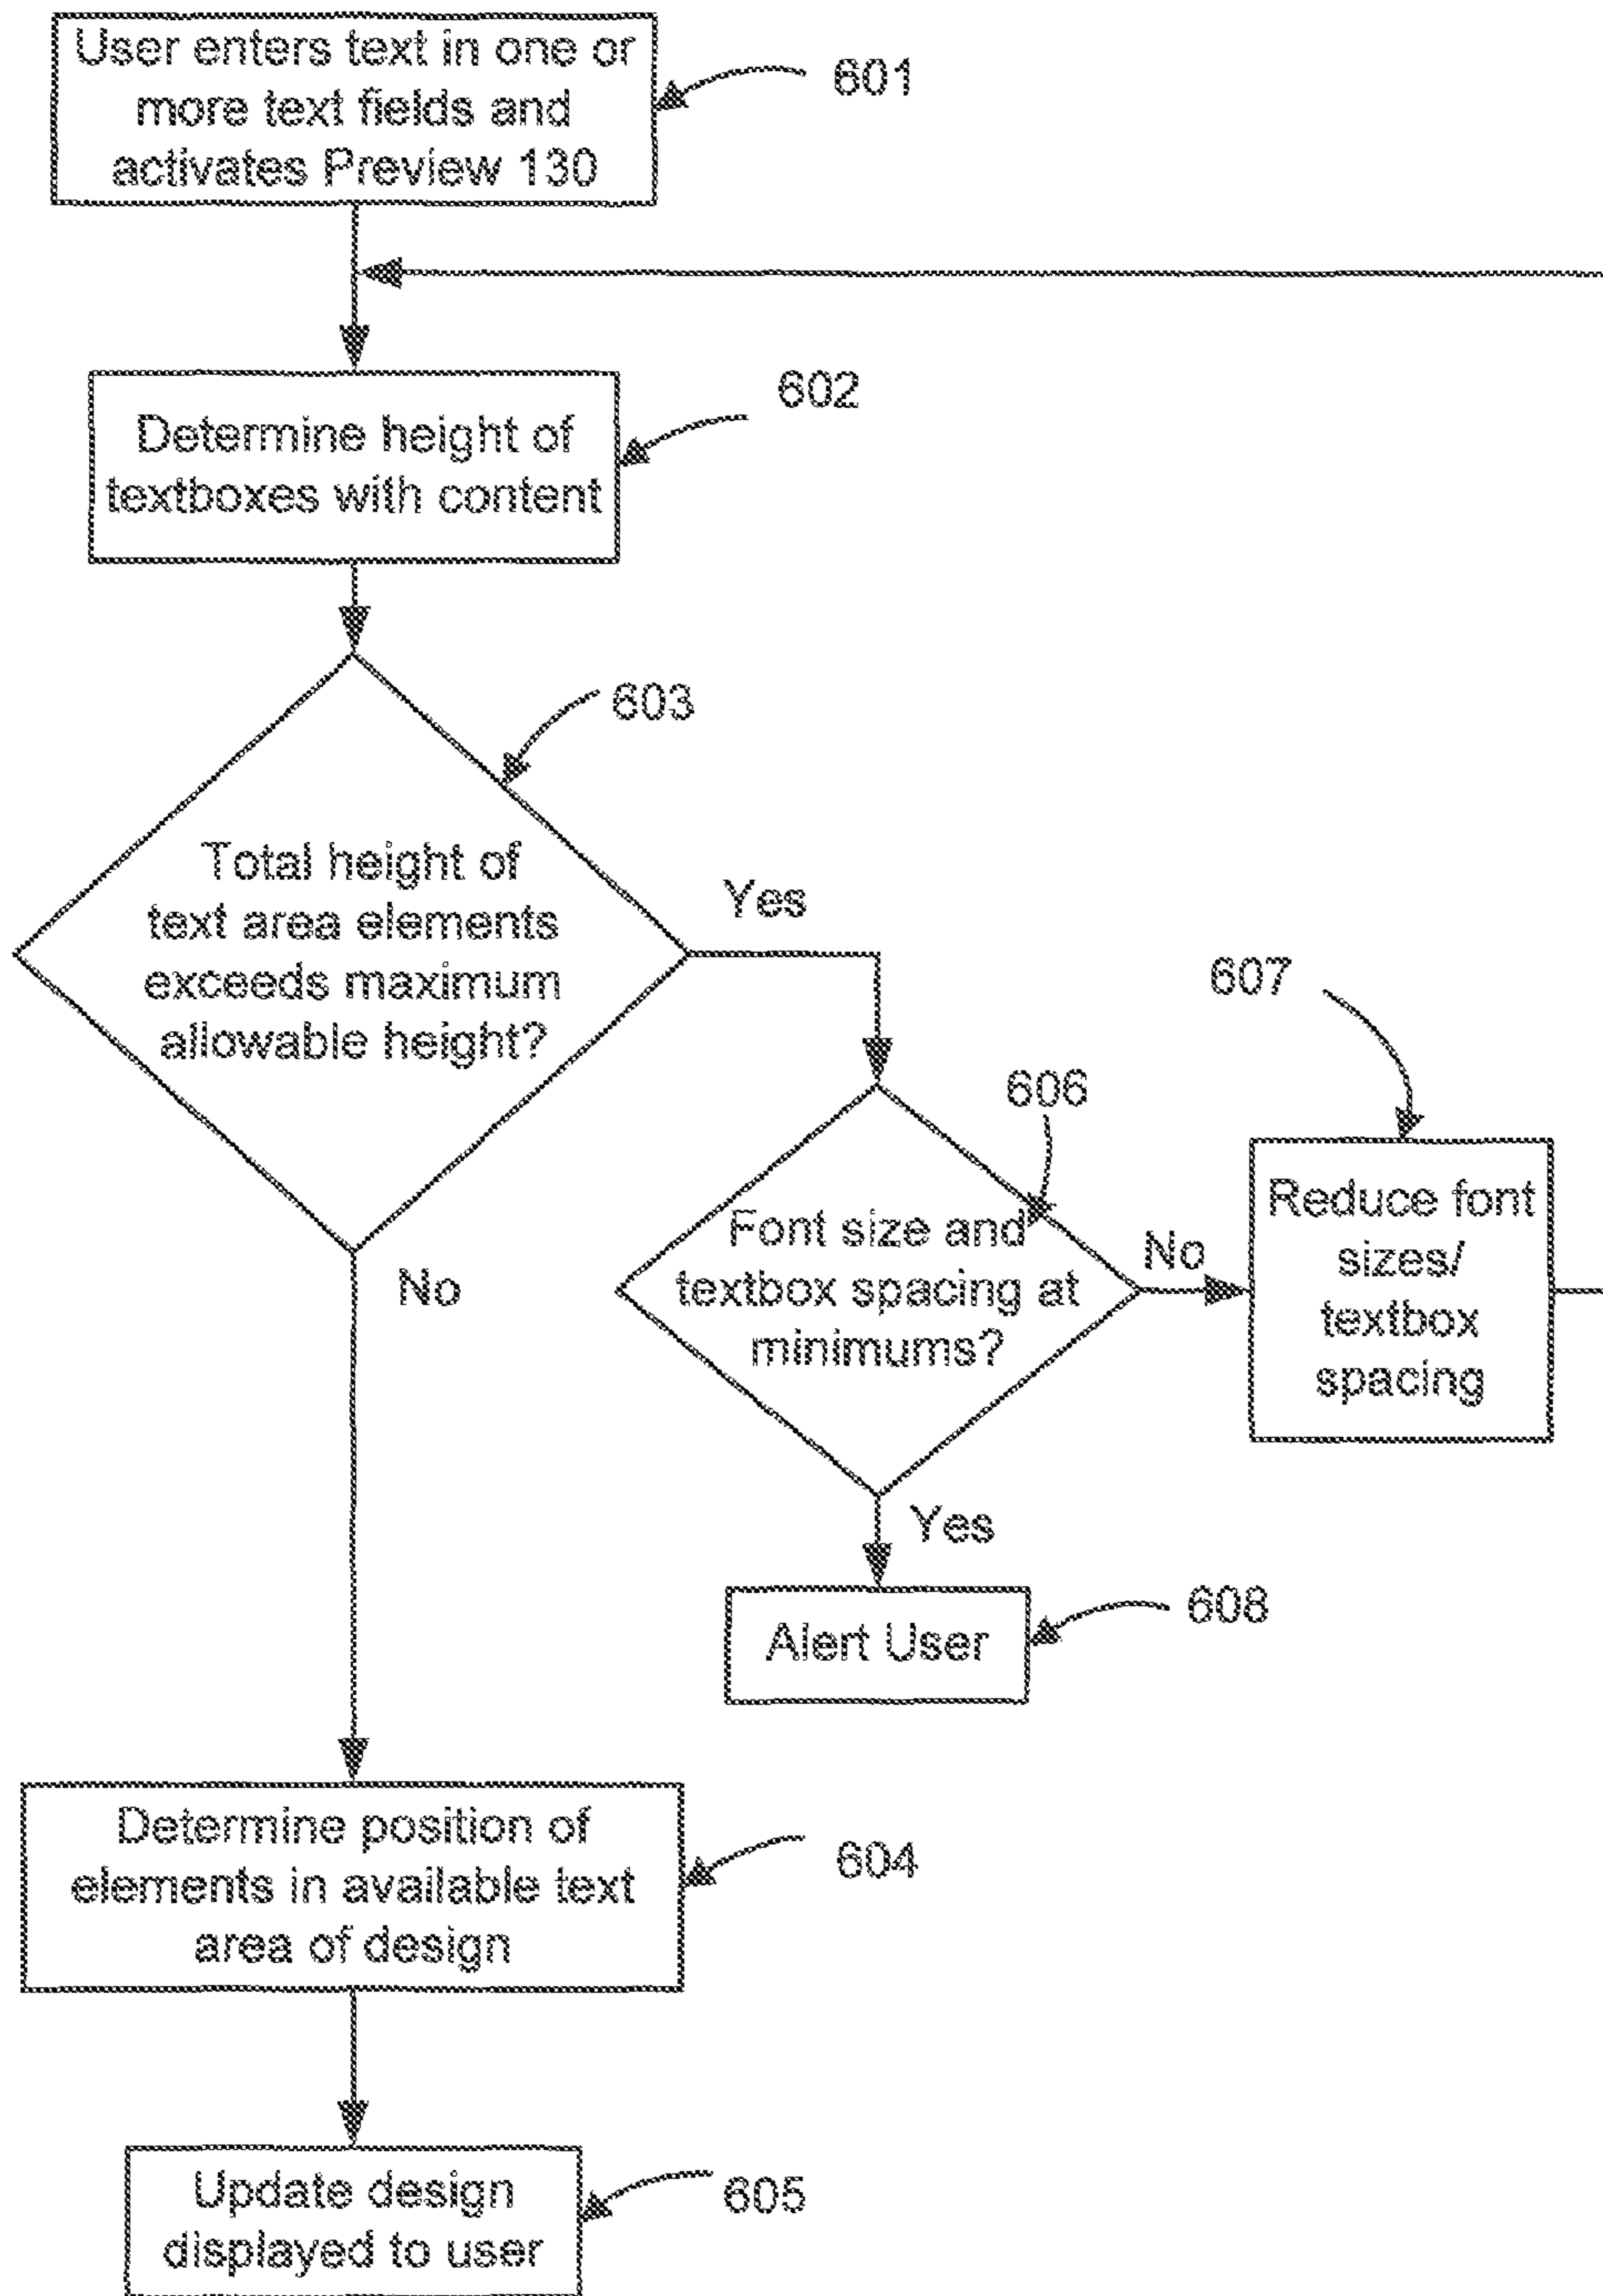 User enters text in one or
more text fields and
activates Preview 130
601
Determine height of
textboxes with content
602
603
Total height of
text area elements
exceeds maximum
allowable height?
Yes
No
606
Font size and
textbox spacing at
minimums?
No
607
Reduce font
sizes/
textbox
spacing
Yes
Alert User
608
Determine position of
elements in available text
area of design
604
Update design
displayed to user
605